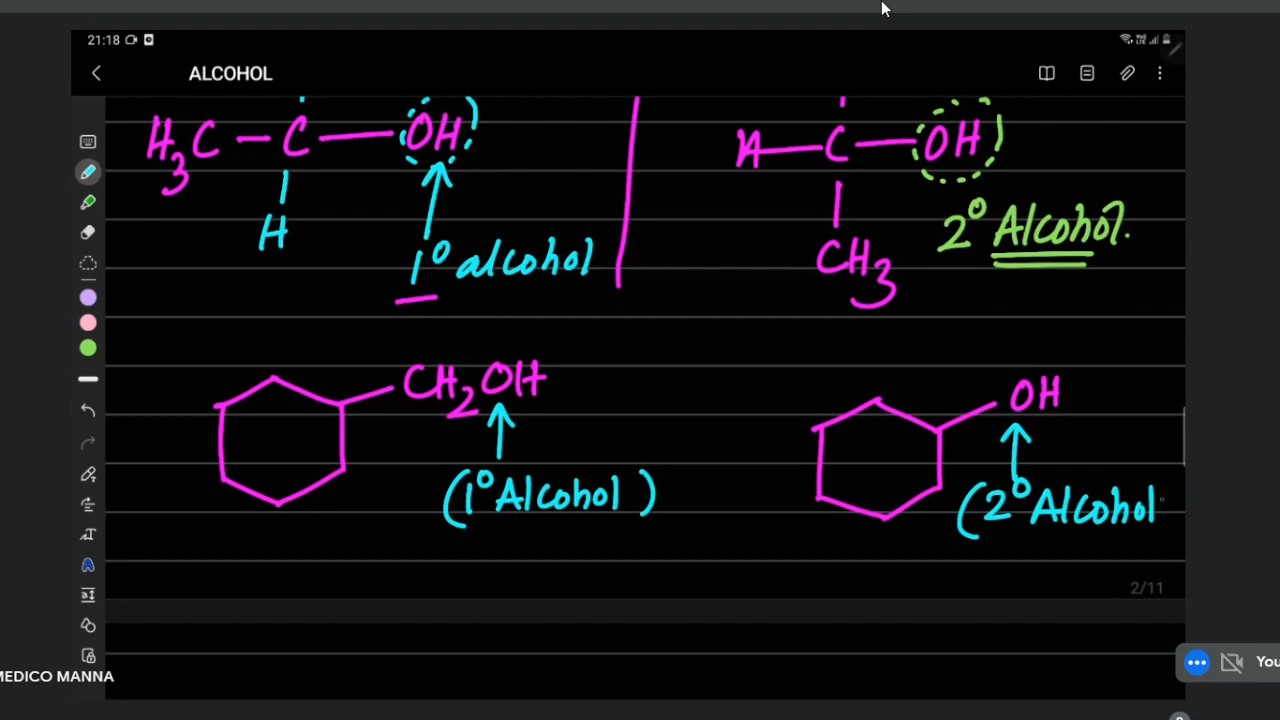 21:18
ALCOHOL
H3C — C — OH
H
1° alcohol
H — C — OH
CH3
2° Alcohol.
CH2OH
(1° Alcohol)
OH
(2° Alcohol
2/11
MEDICO MANNA
You